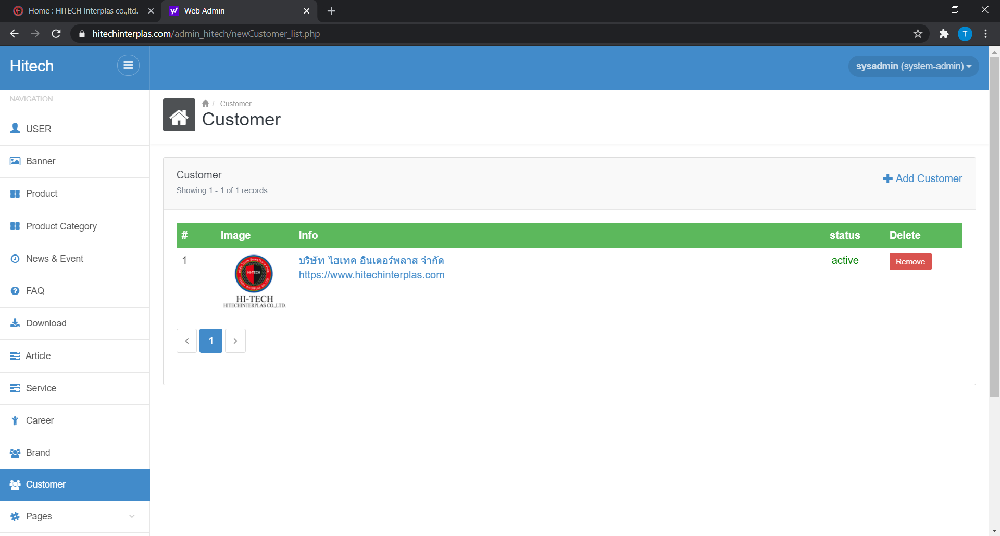 Home : HITECH Interplas co.,ltd.
Web Admin
hitechinterplas.com/admin_hitech/newCustomer_list.php
T
Hitech
sysadmin (system-admin)
NAVIGATION
USER
Banner
Product
Product Category
News & Event
FAQ
Download
Article
Service
Career
Brand
Customer
Pages
/ Customer
Customer
Customer
Showing 1 - 1 of 1 records
Add Customer
# Image Info status Delete
1
HI-TECH
HI-TECH
HITECHINTERPLAS CO.,LTD.
บริษัท ไฮเทค อินเตอร์พลาส จำกัด
https://www.hitechinterplas.com
active
Remove
1